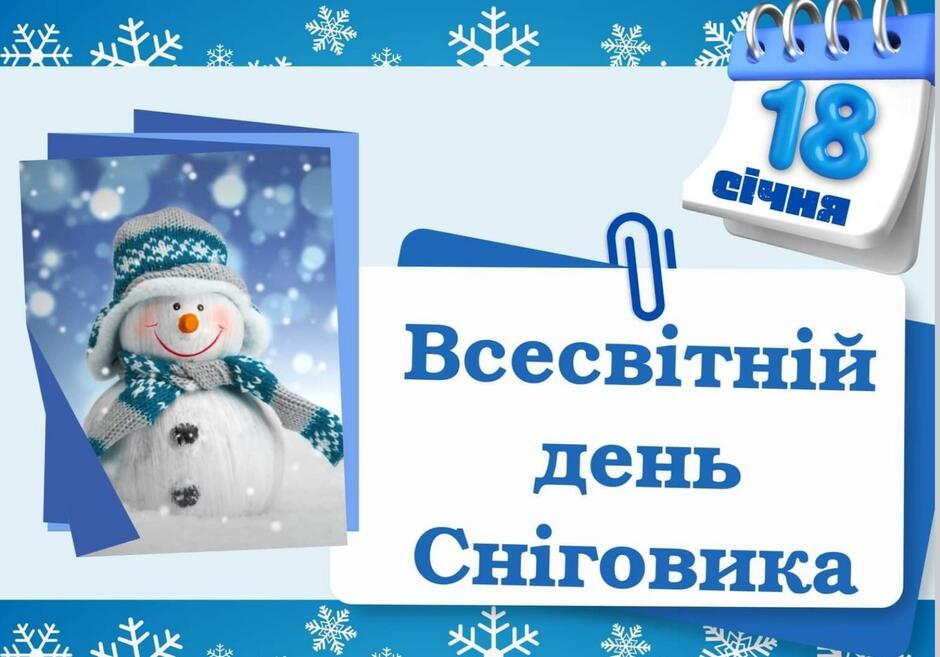 18
січня
Всесвітній
день
Сніговика